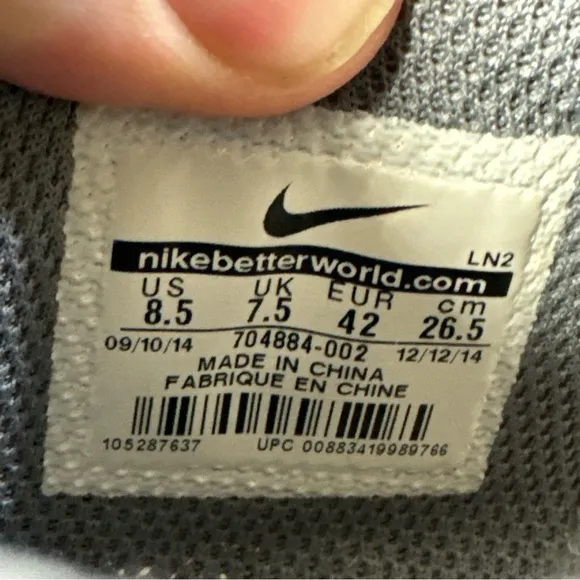 LN2
nikebetterworld.com
US UK EUR cm
8.5 7.5 42 26.5
09/10/14 704884-002 12/12/14
MADE IN CHINA
FABRIQUE EN CHINE
105287637 UPC 00883419989766